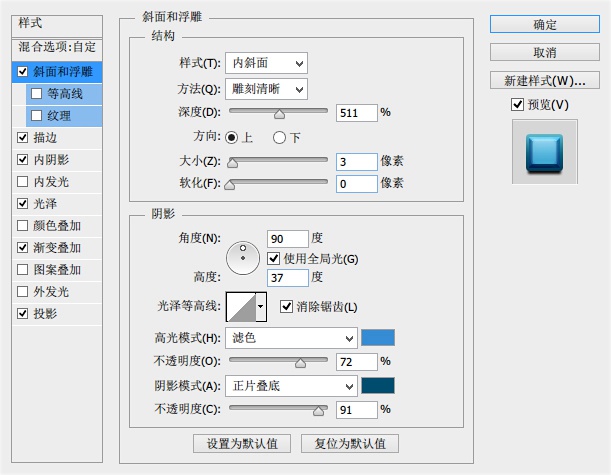 样式
混合选项:自定
斜面和浮雕
等高线
纹理
描边
内阴影
内发光
光泽
颜色叠加
渐变叠加
图案叠加
外发光
投影
斜面和浮雕
结构
样式(T): 内斜面
方法(Q): 雕刻清晰
深度(D): 511 %
方向: 上 下
大小(Z): 3 像素
软化(F): 0 像素
阴影
角度(N): 90 度
使用全局光(G)
高度: 37 度
光泽等高线: 消除锯齿(L)
高光模式(H): 滤色
不透明度(O): 72 %
阴影模式(A): 正片叠底
不透明度(C): 91 %
设置为默认值 复位为默认值
确定
取消
新建样式(W)...
预览(V)